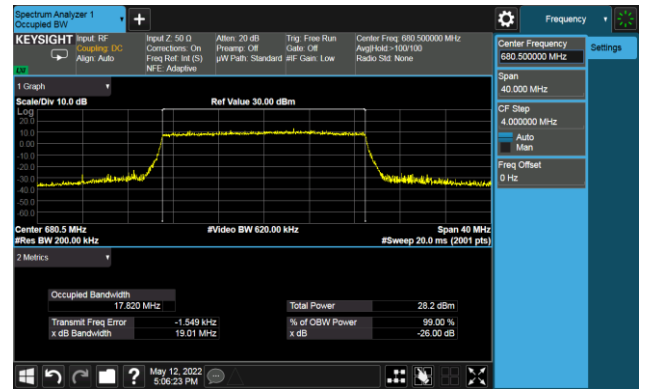 Spectrum Analyzer 1
Occupied BW
Frequency
KEYSIGHT
Input: RF
Coupling: DC
Align: Auto
Input Z: 50 Ω
Corrections: On
Freq Ref: Int (S)
NFE: Adaptive
Atten: 20 dB
Preamp: Off
µW Path: Standard
Trig: Free Run
Gate: Off
#IF Gain: Low
Center Freq: 680.500000 MHz
Avg|Hold:>100/100
Radio Std: None
LXI
1 Graph
Scale/Div 10.0 dB
Ref Value 30.00 dBm
Log
20.0
10.0
0.00
-10.0
-20.0
-30.0
-40.0
-50.0
-60.0
Center 680.5 MHz
#Video BW 620.00 kHz
Span 40 MHz
#Res BW 200.00 kHz
#Sweep 20.0 ms (2001 pts)
2 Metrics
Occupied Bandwidth
17.820 MHz
Total Power 28.2 dBm
Transmit Freq Error -1.549 kHz
% of OBW Power 99.00 %
x dB Bandwidth 19.01 MHz
x dB -26.00 dB
May 12, 2022
5:06:23 PM
Center Frequency
680.500000 MHz
Settings
Span
40.000 MHz
CF Step
4.000000 MHz
Auto
Man
Freq Offset
0 Hz